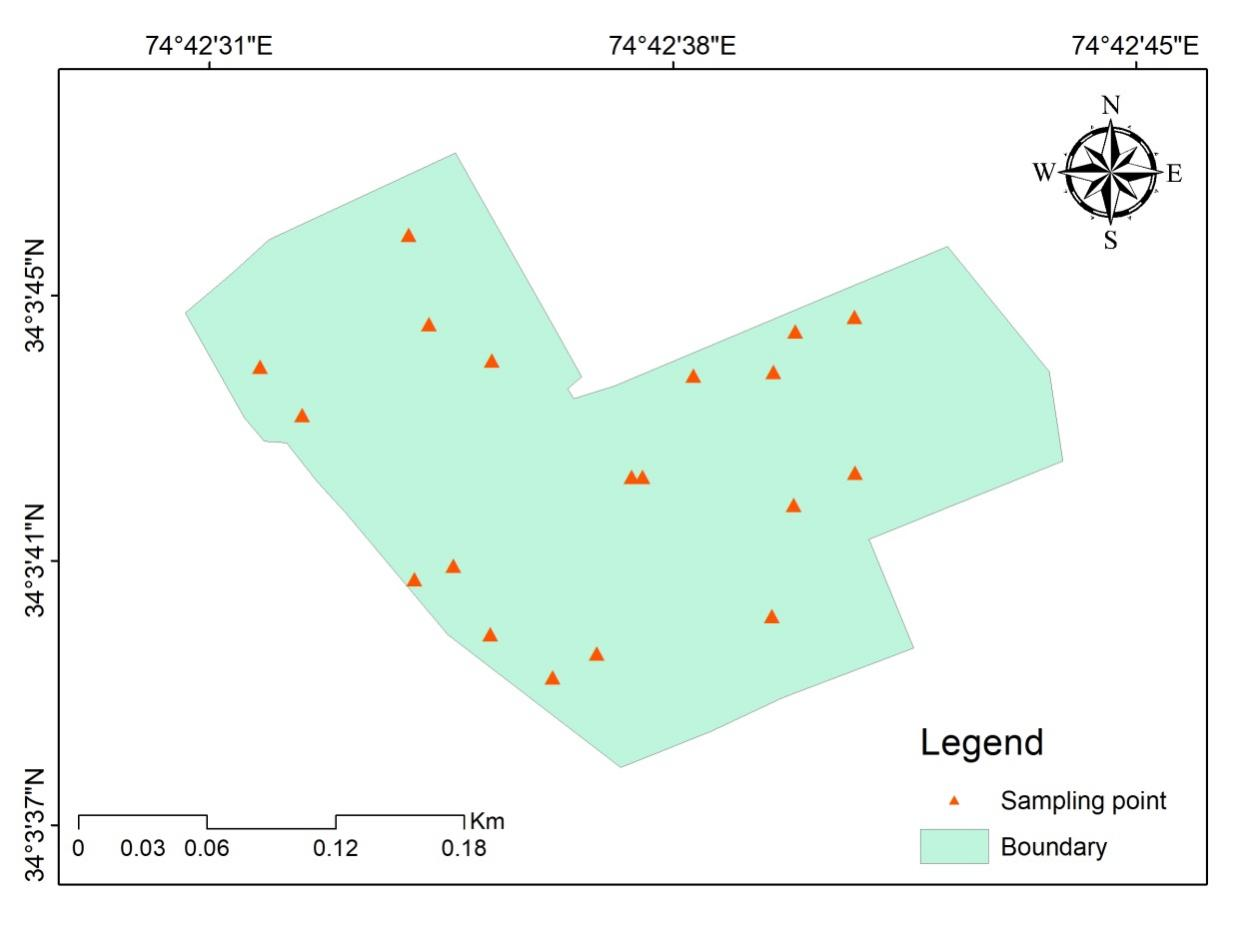 74°42'31"E 74°42'38"E 74°42'45"E
N
W E
S
34°3'45"N
34°3'41"N
34°3'37"N
Legend
Sampling point
Boundary
Km
0 0.03 0.06 0.12 0.18